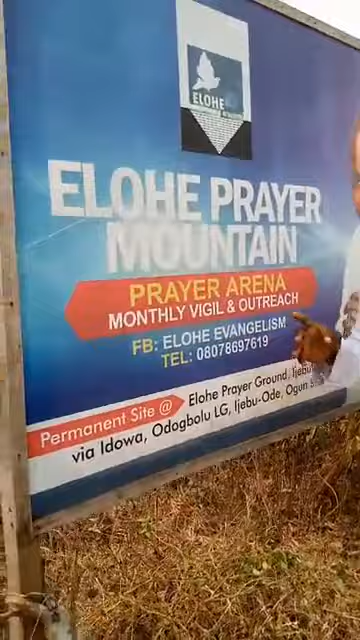 ELOHE
ELOHE PRAYER
MOUNTAIN
PRAYER ARENA
MONTHLY VIGIL & OUTREACH
FB: ELOHE EVANGELISM
TEL: 08078697619
Permanent Site @ Elohe Prayer Ground, Ijebu
via Idowa, Odogbolu LG, Ijebu-Ode, Ogun